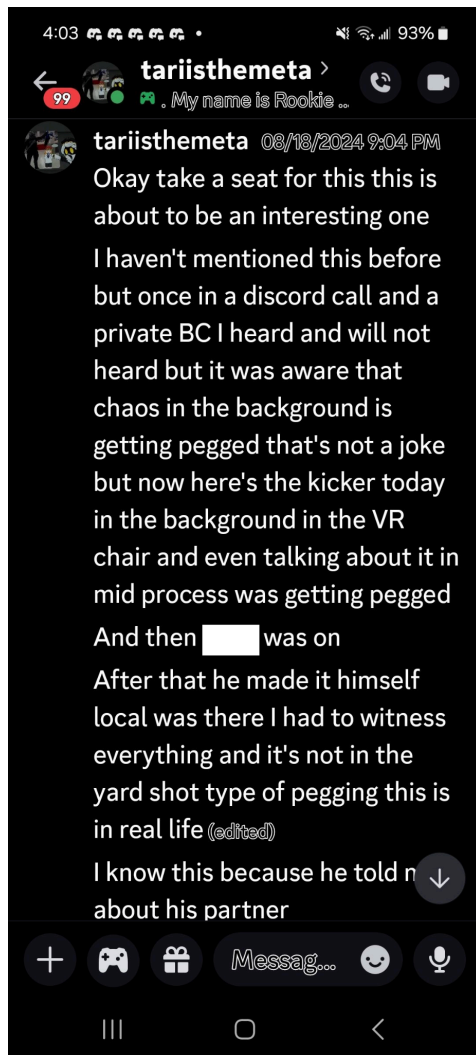 4:03
93%
99
tariisthemeta >
. My name is Rookie ...
tariisthemeta 08/18/2024 9:04 PM
Okay take a seat for this this is
about to be an interesting one
I haven't mentioned this before
but once in a discord call and a
private BC I heard and will not
heard but it was aware that
chaos in the background is
getting pegged that's not a joke
but now here's the kicker today
in the background in the VR
chair and even talking about it in
mid process was getting pegged
And then was on
After that he made it himself
local was there I had to witness
everything and it's not in the
yard shot type of pegging this is
in real life (edited)
I know this because he told
about his partner
Messag...